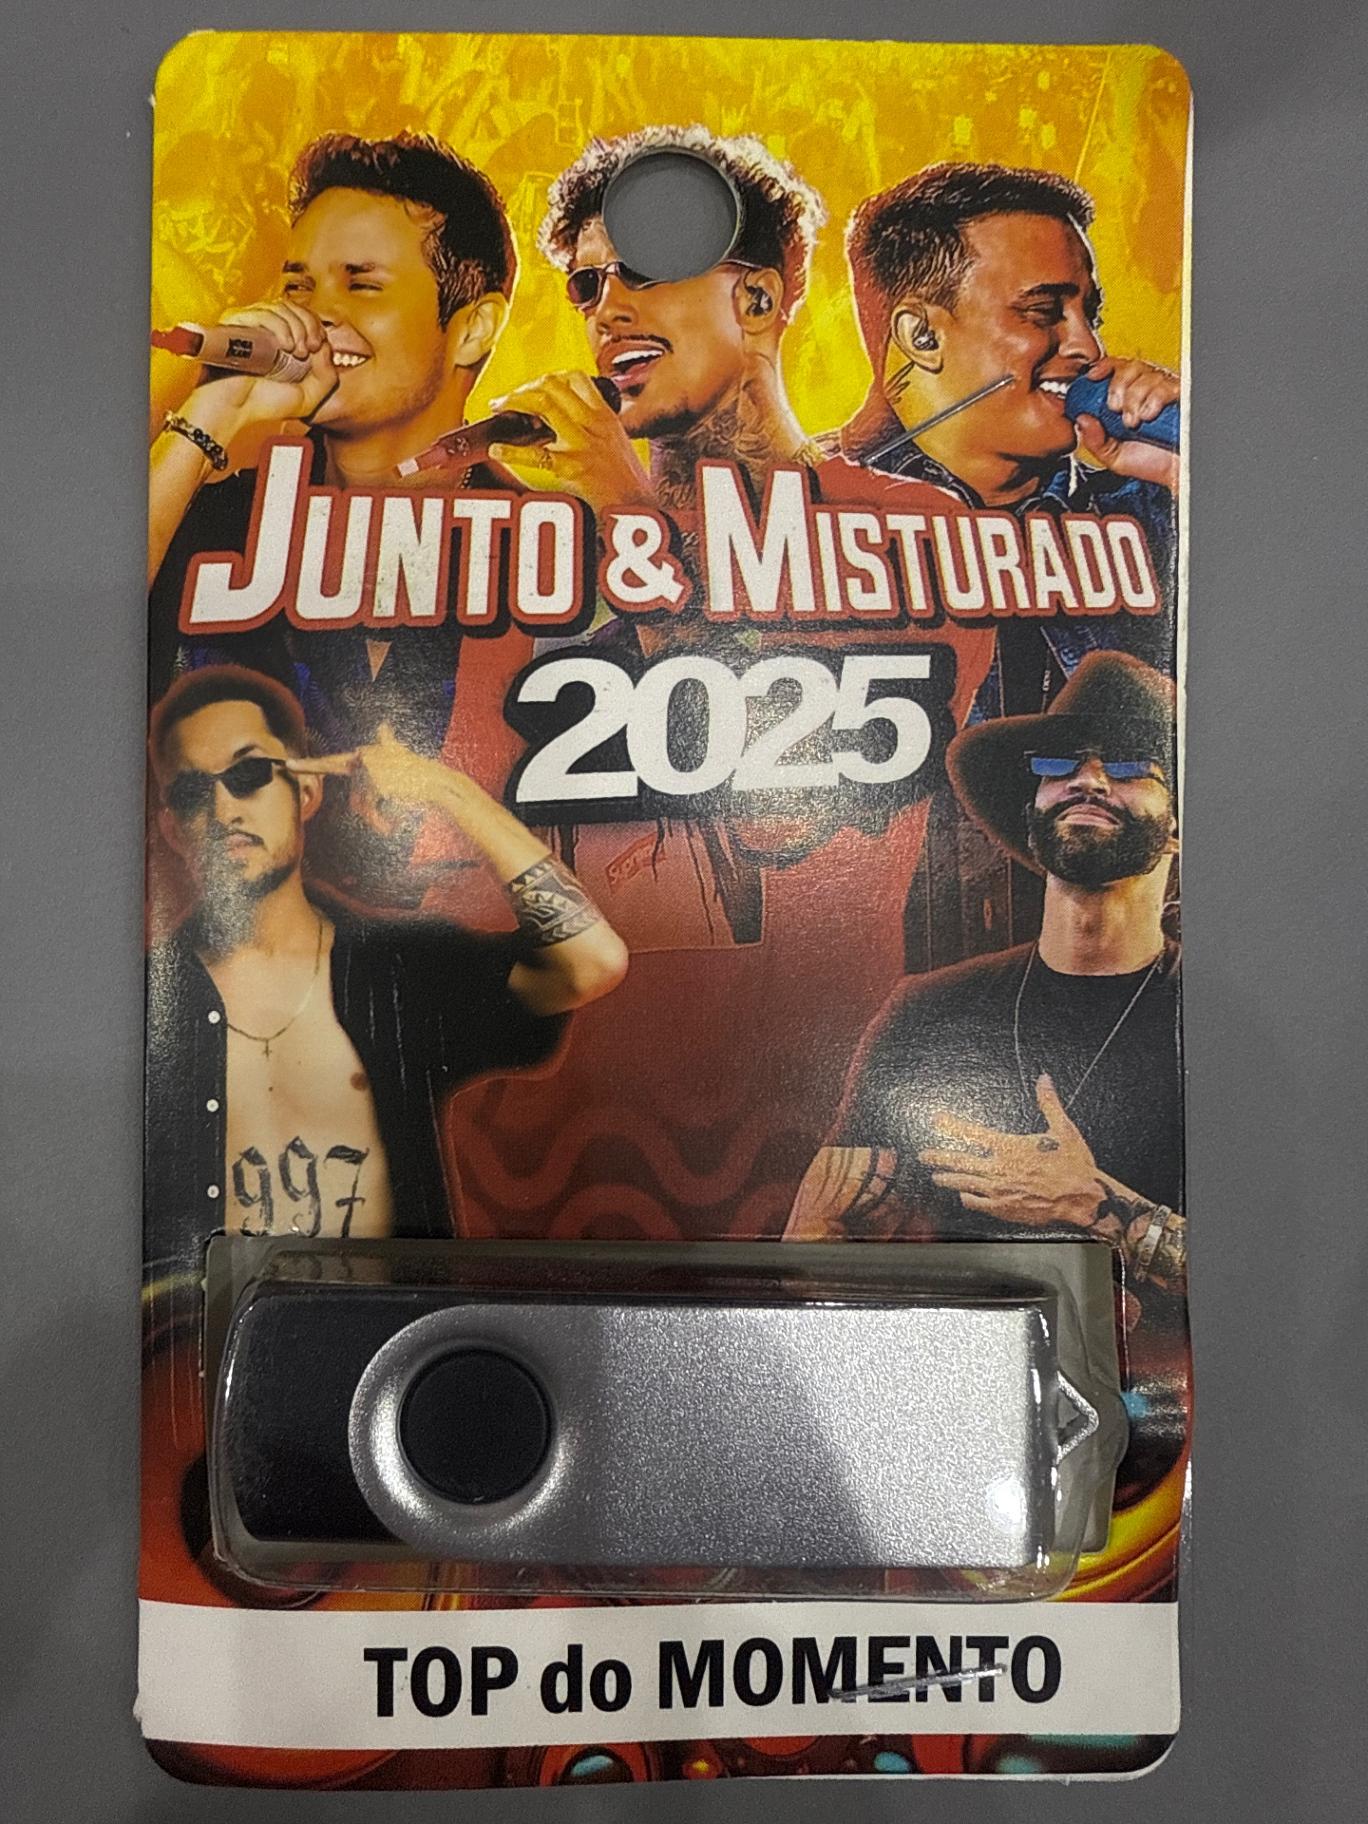 JUNTO & MISTURADO
2025
997
TOP do MOMENTO